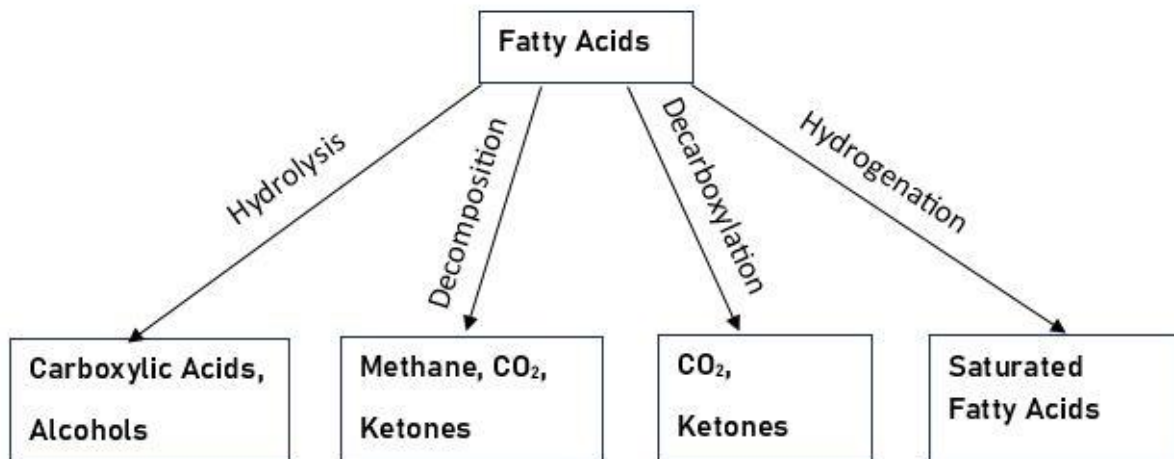 Fatty Acids
Hydrolysis
Decomposition
Decarboxylation
Hydrogenation
Carboxylic Acids,
Alcohols
Methane, CO₂,
Ketones
CO₂,
Ketones
Saturated
Fatty Acids